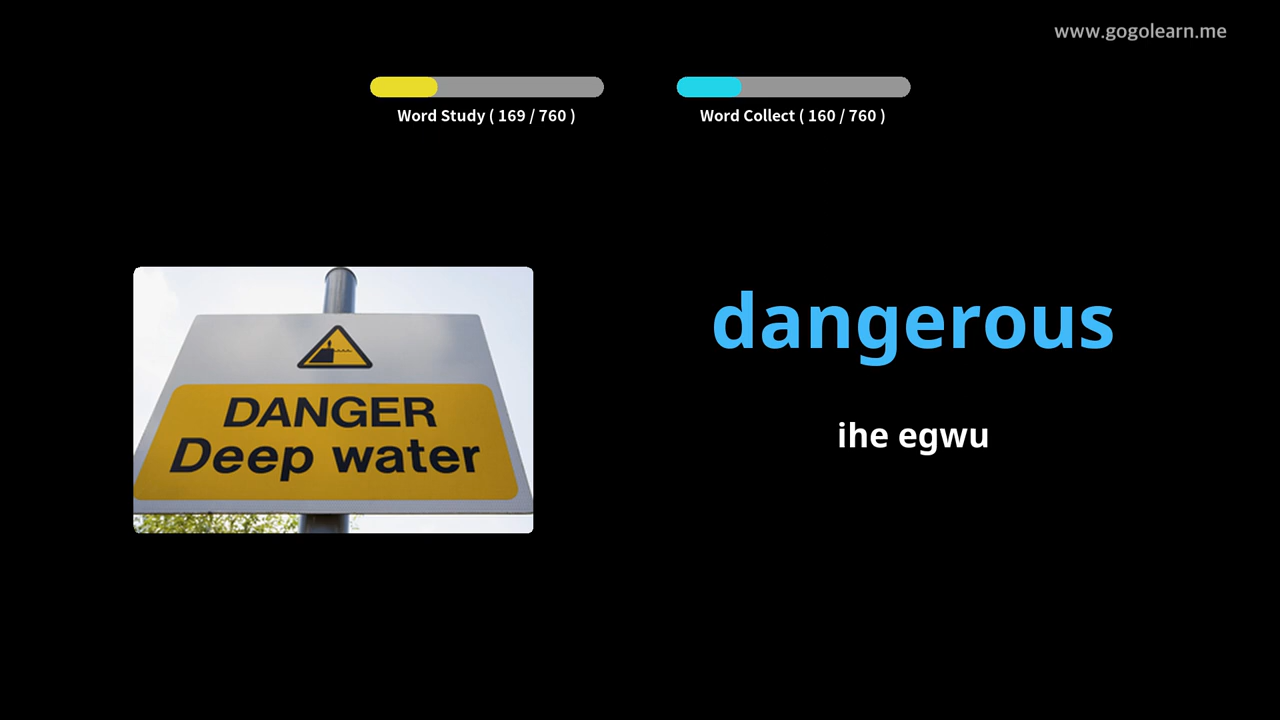 www.gogolearn.me
Word Study ( 169 / 760 )
Word Collect ( 160 / 760 )
DANGER
Deep water
dangerous
ihe egwu